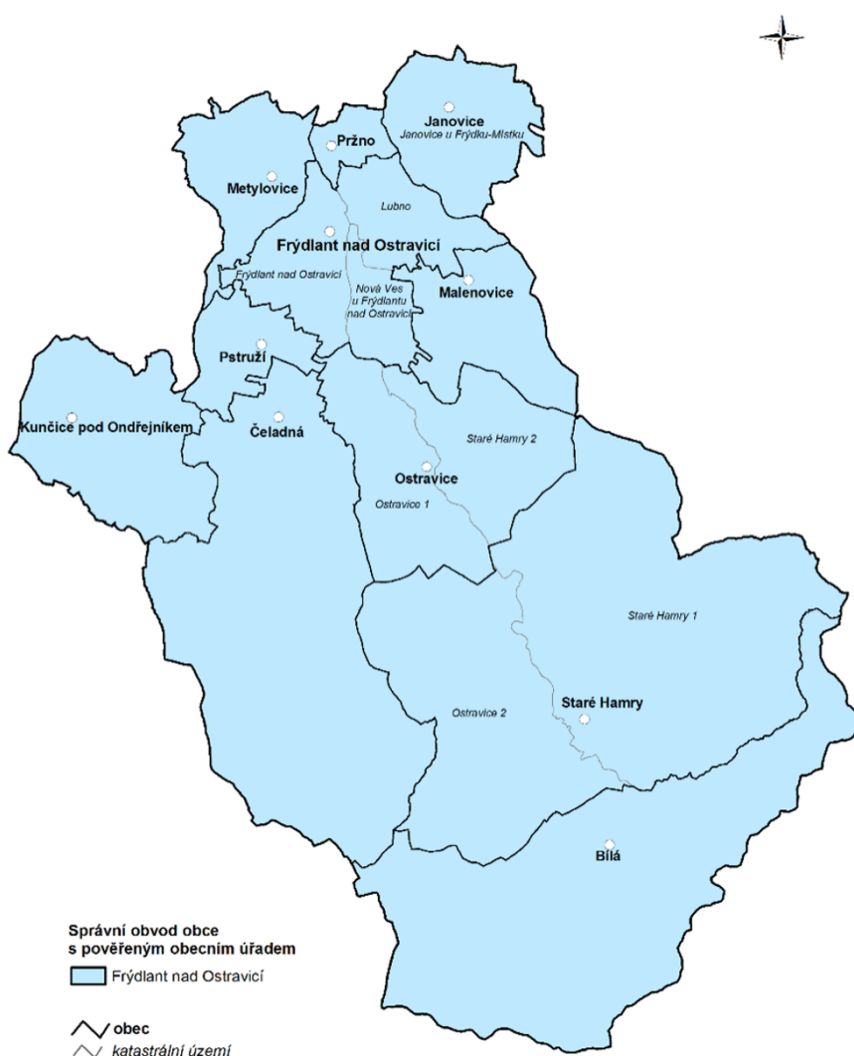 Janovice
Janovice u Frýdku-Místku
Pržno
Metylovice
Lubno
Frýdlant nad Ostravicí
Frýdlant nad Ostravicí
Nová Ves
u Frýdlantu
nad Ostravicí
Malenovice
Pstruží
Kunčice pod Ondřejníkem
Čeladná
Staré Hamry 2
Ostravice
Ostravice 1
Staré Hamry 1
Staré Hamry
Ostravice 2
Bílá
Správní obvod obce
s pověřeným obecním úřadem
Frýdlant nad Ostravicí
obec
katastrální území